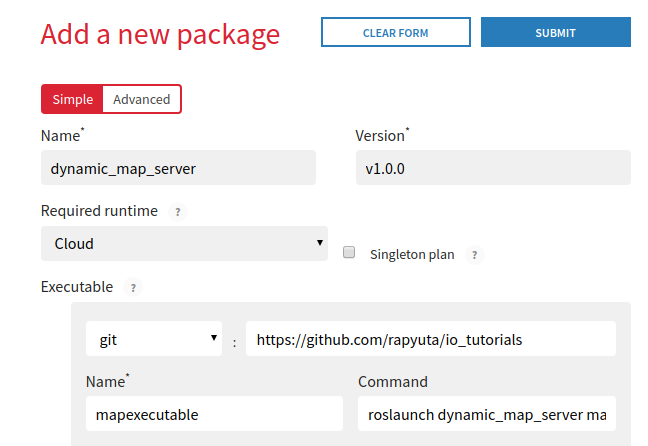 Add a new package CLEAR FORM SUBMIT
Simple Advanced
Name* Version*
dynamic_map_server v1.0.0
Required runtime ?
Cloud Singleton plan ?
Executable ?
git : https://github.com/rapyuta/io_tutorials
Name* Command
mapexecutable roslaunch dynamic_map_server ma